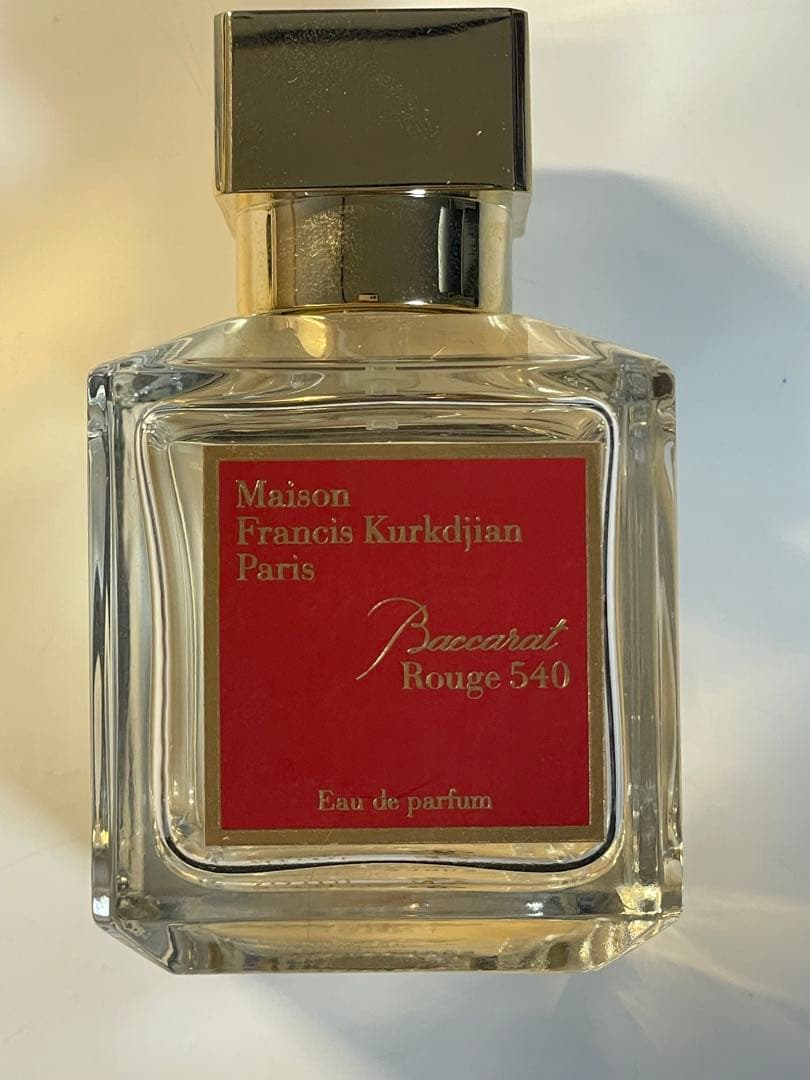 Maison
Francis Kurkdjian
Paris
Baccarat
Rouge 540
Eau de parfum